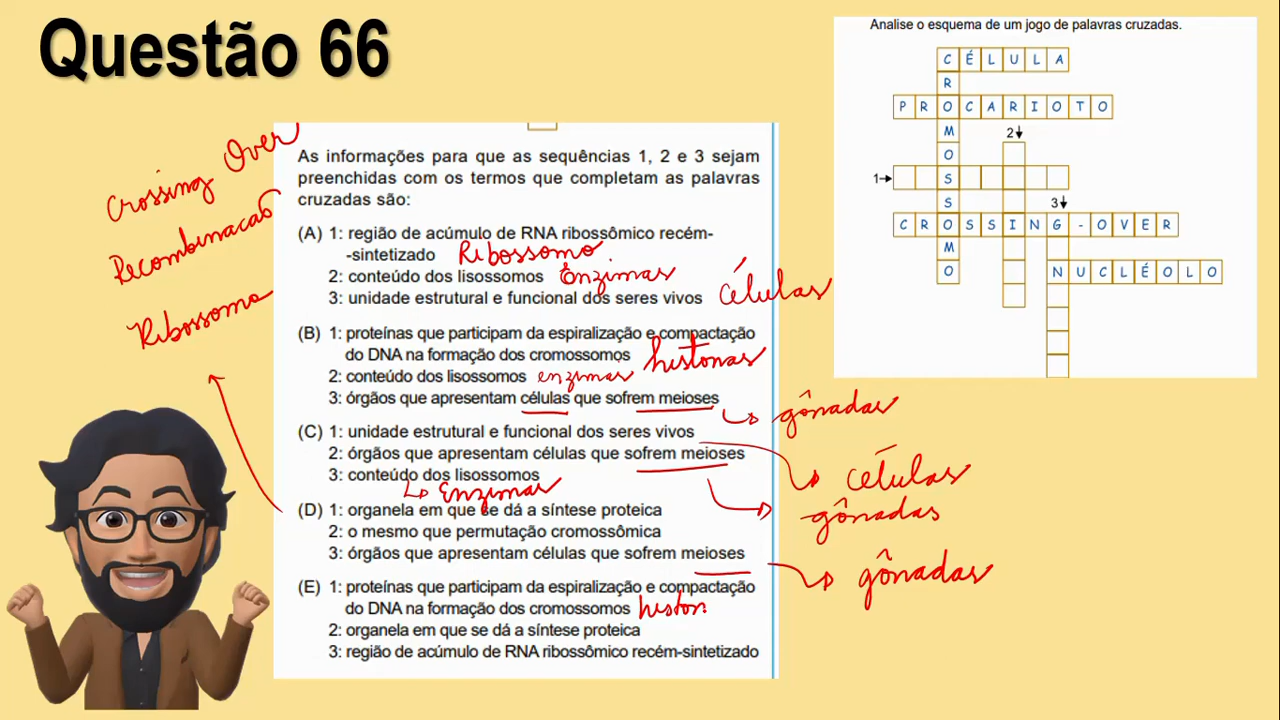 Questão 66
Analise o esquema de um jogo de palavras cruzadas.
CÉLULA
CROMOSSOMO
PROCARIOTO
2
1
3
CROSSING-OVER
NUCLÉOLO
As informações para que as sequências 1, 2 e 3 sejam
preenchidas com os termos que completam as palavras
cruzadas são:
(A) 1: região de acúmulo de RNA ribossômico recém-
-sintetizado Ribossomo.
2: conteúdo dos lisossomos Enzimas
3: unidade estrutural e funcional dos seres vivos Células
(B) 1: proteínas que participam da espiralização e compactação
do DNA na formação dos cromossomos histonas
2: conteúdo dos lisossomos enzimas
3: órgãos que apresentam células que sofrem meioses
gônadas
(C) 1: unidade estrutural e funcional dos seres vivos
células
2: órgãos que apresentam células que sofrem meioses
gônadas
3: conteúdo dos lisossomos
Enzimas
(D) 1: organela em que se dá a síntese proteica
2: o mesmo que permutação cromossômica
3: órgãos que apresentam células que sofrem meioses
gônadas
(E) 1: proteínas que participam da espiralização e compactação
do DNA na formação dos cromossomos histon
2: organela em que se dá a síntese proteica
3: região de acúmulo de RNA ribossômico recém-sintetizado
Crossing Over
Recombinacao
Ribossomo